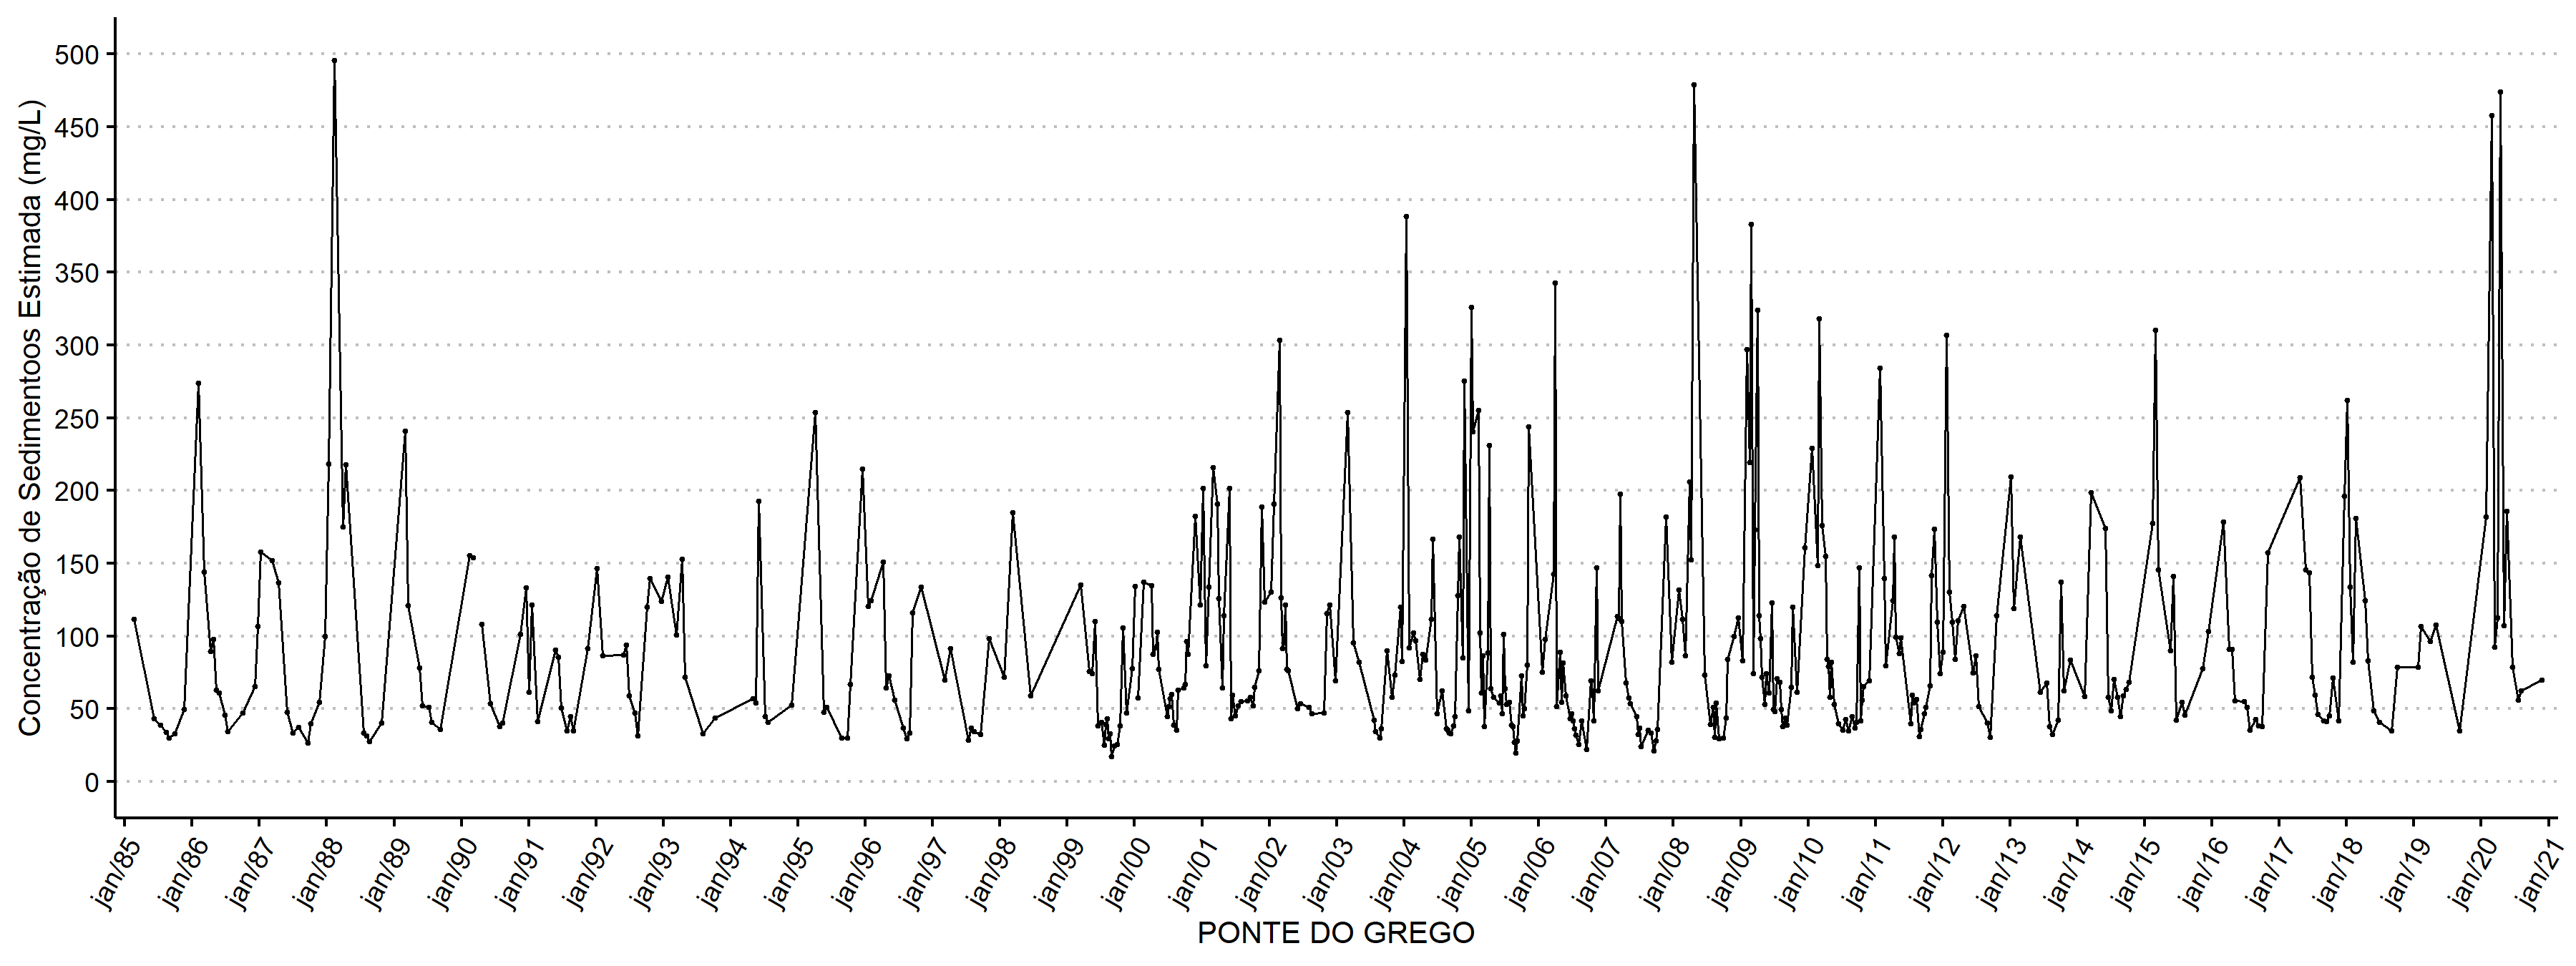 Concentração de Sedimentoos Estimada (mg/L)
500
450
400
350
300
250
200
150
100
50
0
jan/85
jan/86
jan/87
jan/88
jan/89
jan/90
jan/91
jan/92
jan/93
jan/94
jan/95
jan/96
jan/97
jan/98
jan/99
jan/00
jan/01
jan/02
jan/03
jan/04
jan/05
jan/06
jan/07
jan/08
jan/09
jan/10
jan/11
jan/12
jan/13
jan/14
jan/15
jan/16
jan/17
jan/18
jan/19
jan/20
jan/21
PONTE DO GREGO